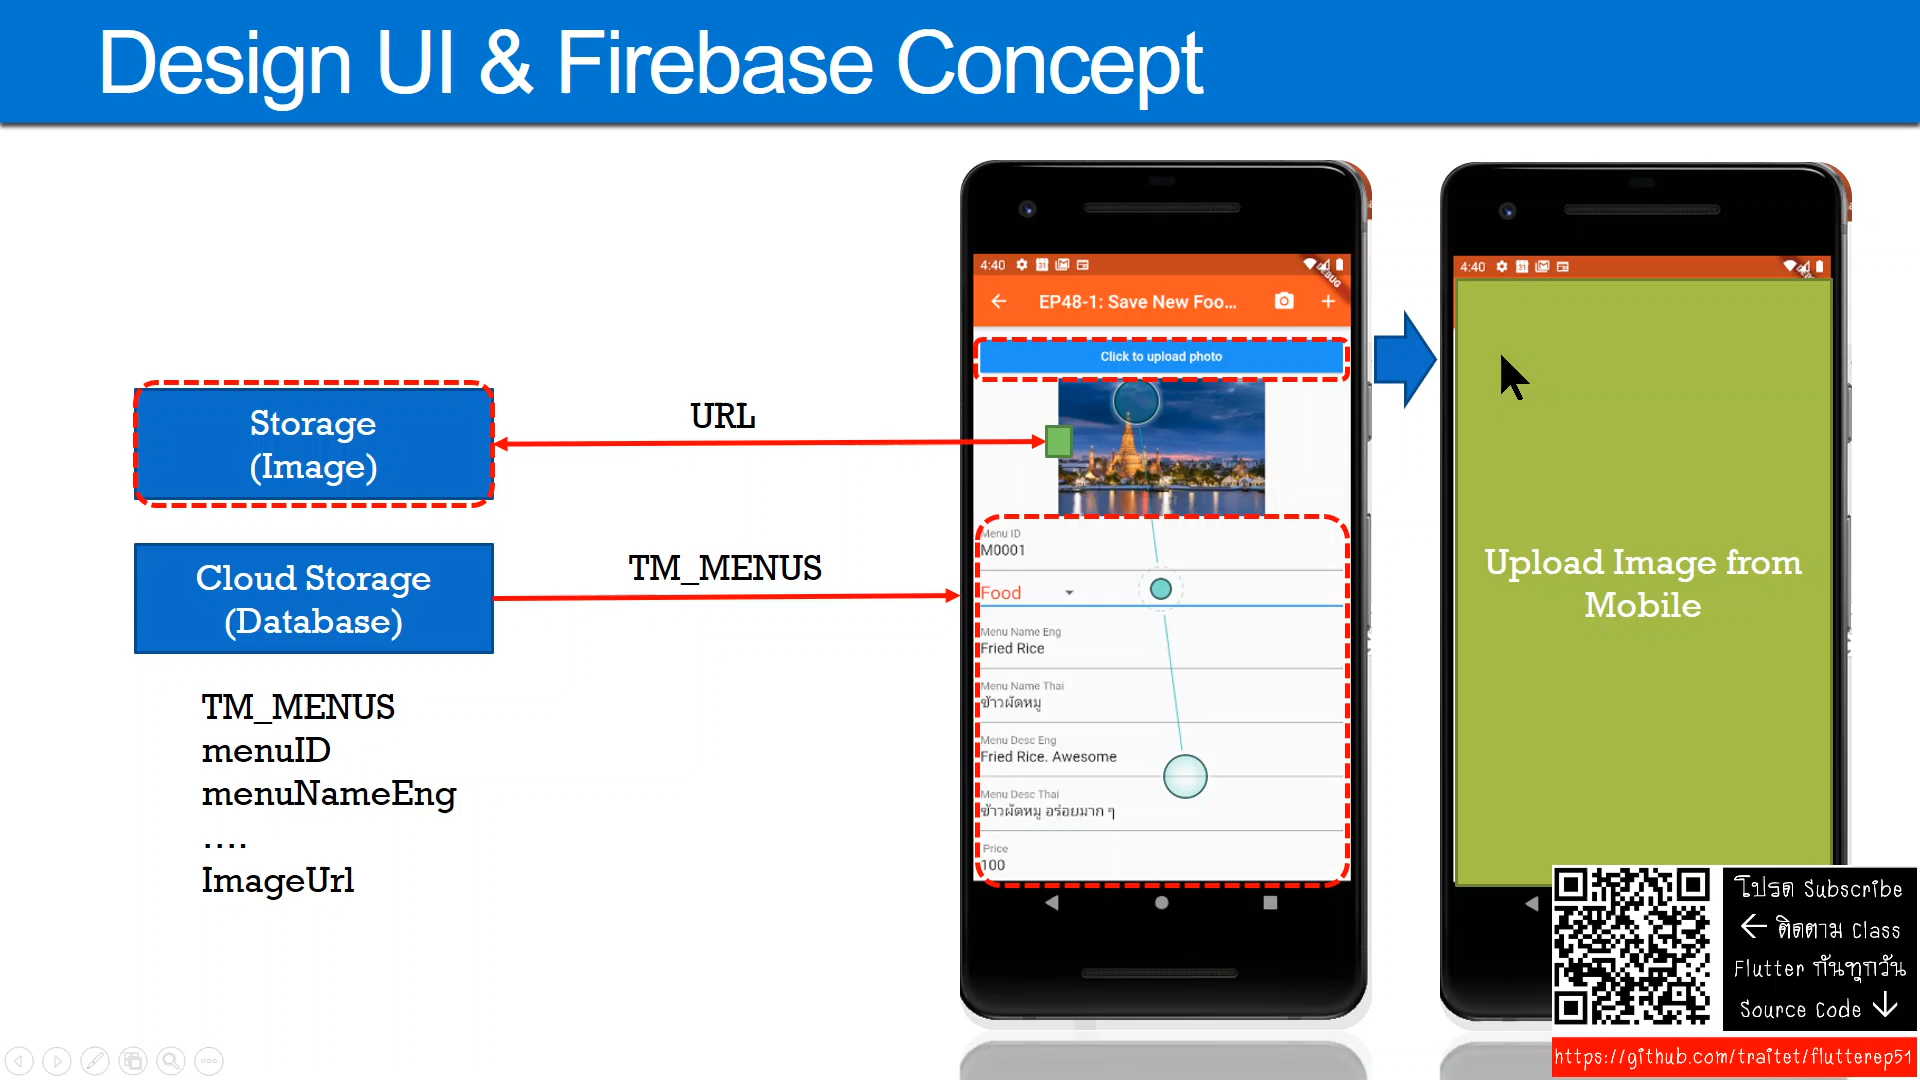 Design UI & Firebase Concept
Storage
(Image)
URL
Cloud Storage
(Database)
TM_MENUS
TM_MENUS
menuID
menuNameEng
....
ImageUrl
4:40
EP48-1: Save New Foo...
Click to upload photo
Menu ID
M0001
Food
Menu Name Eng
Fried Rice
Menu Name Thai
ข้าวผัดหมู
Menu Desc Eng
Fried Rice. Awesome
Menu Desc Thai
ข้าวผัดหมู อร่อยมาก ๆ
Price
100
4:40
Upload Image from
Mobile
โปรด Subscribe
← ติดตาม Class
Flutter กันทุกวัน
Source Code ↓
https://github.com/traitet/flutterep51